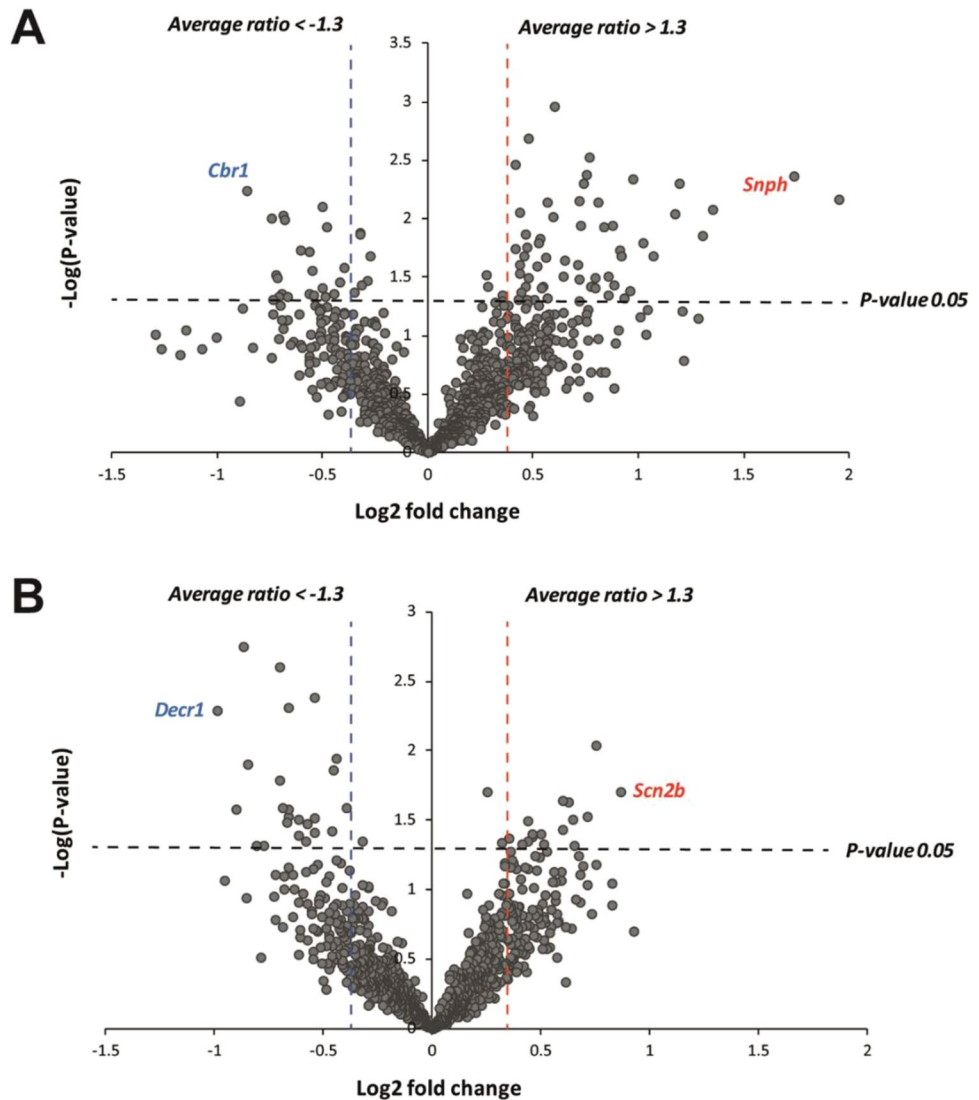 A
Average ratio < -1.3
Average ratio > 1.3
3.5
3
2.5
2
1.5
1
0.5
0
Cbr1
Snph
-Log(P-value)
P-value 0.05
-1.5 -1 -0.5 0 0.5 1 1.5 2
Log2 fold change
B
Average ratio < -1.3
Average ratio > 1.3
3
2.5
2
1.5
1
0.5
0
Decr1
Scn2b
-Log(P-value)
P-value 0.05
-1.5 -1 -0.5 0 0.5 1 1.5 2
Log2 fold change